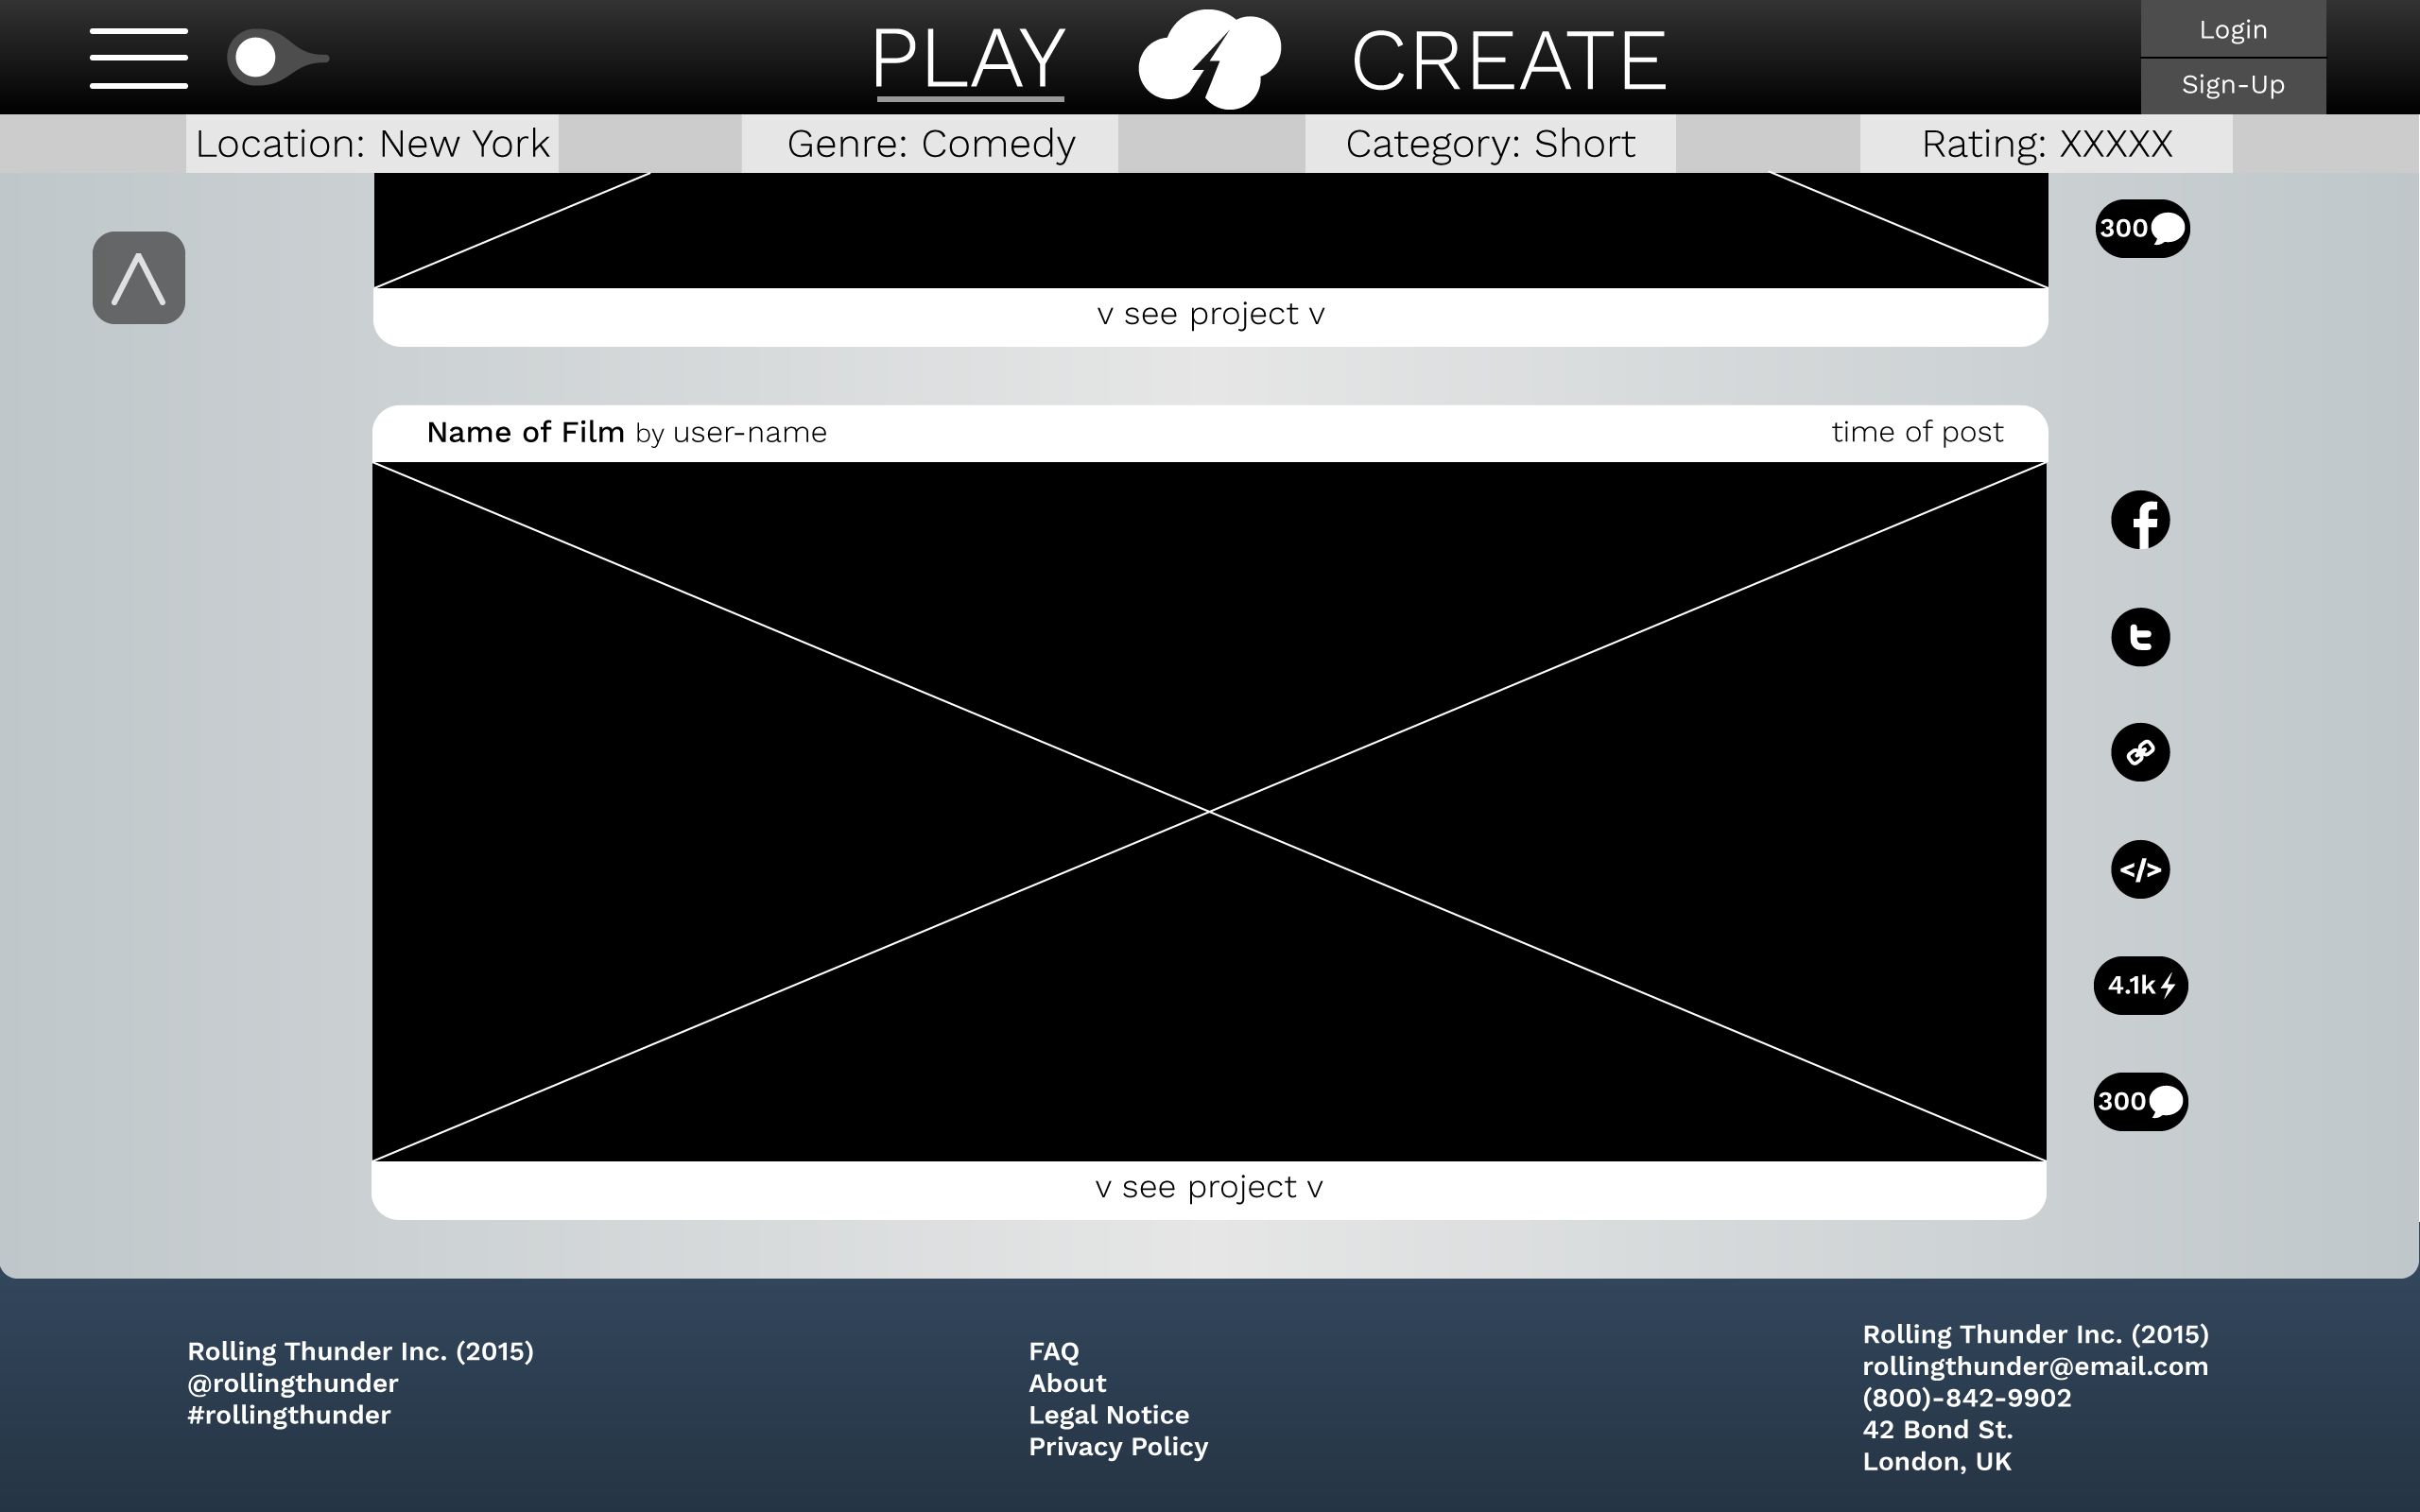 PLAY CREATE
Login
Sign-Up
Location: New York
Genre: Comedy
Category: Short
Rating: XXXXX
300
v see project v
Name of Film by user-name
time of post
f
t
</>
4.1k
300
v see project v
Rolling Thunder Inc. (2015)
@rollingthunder
#rollingthunder
FAQ
About
Legal Notice
Privacy Policy
Rolling Thunder Inc. (2015)
rollingthunder@email.com
(800)-842-9902
42 Bond St.
London, UK